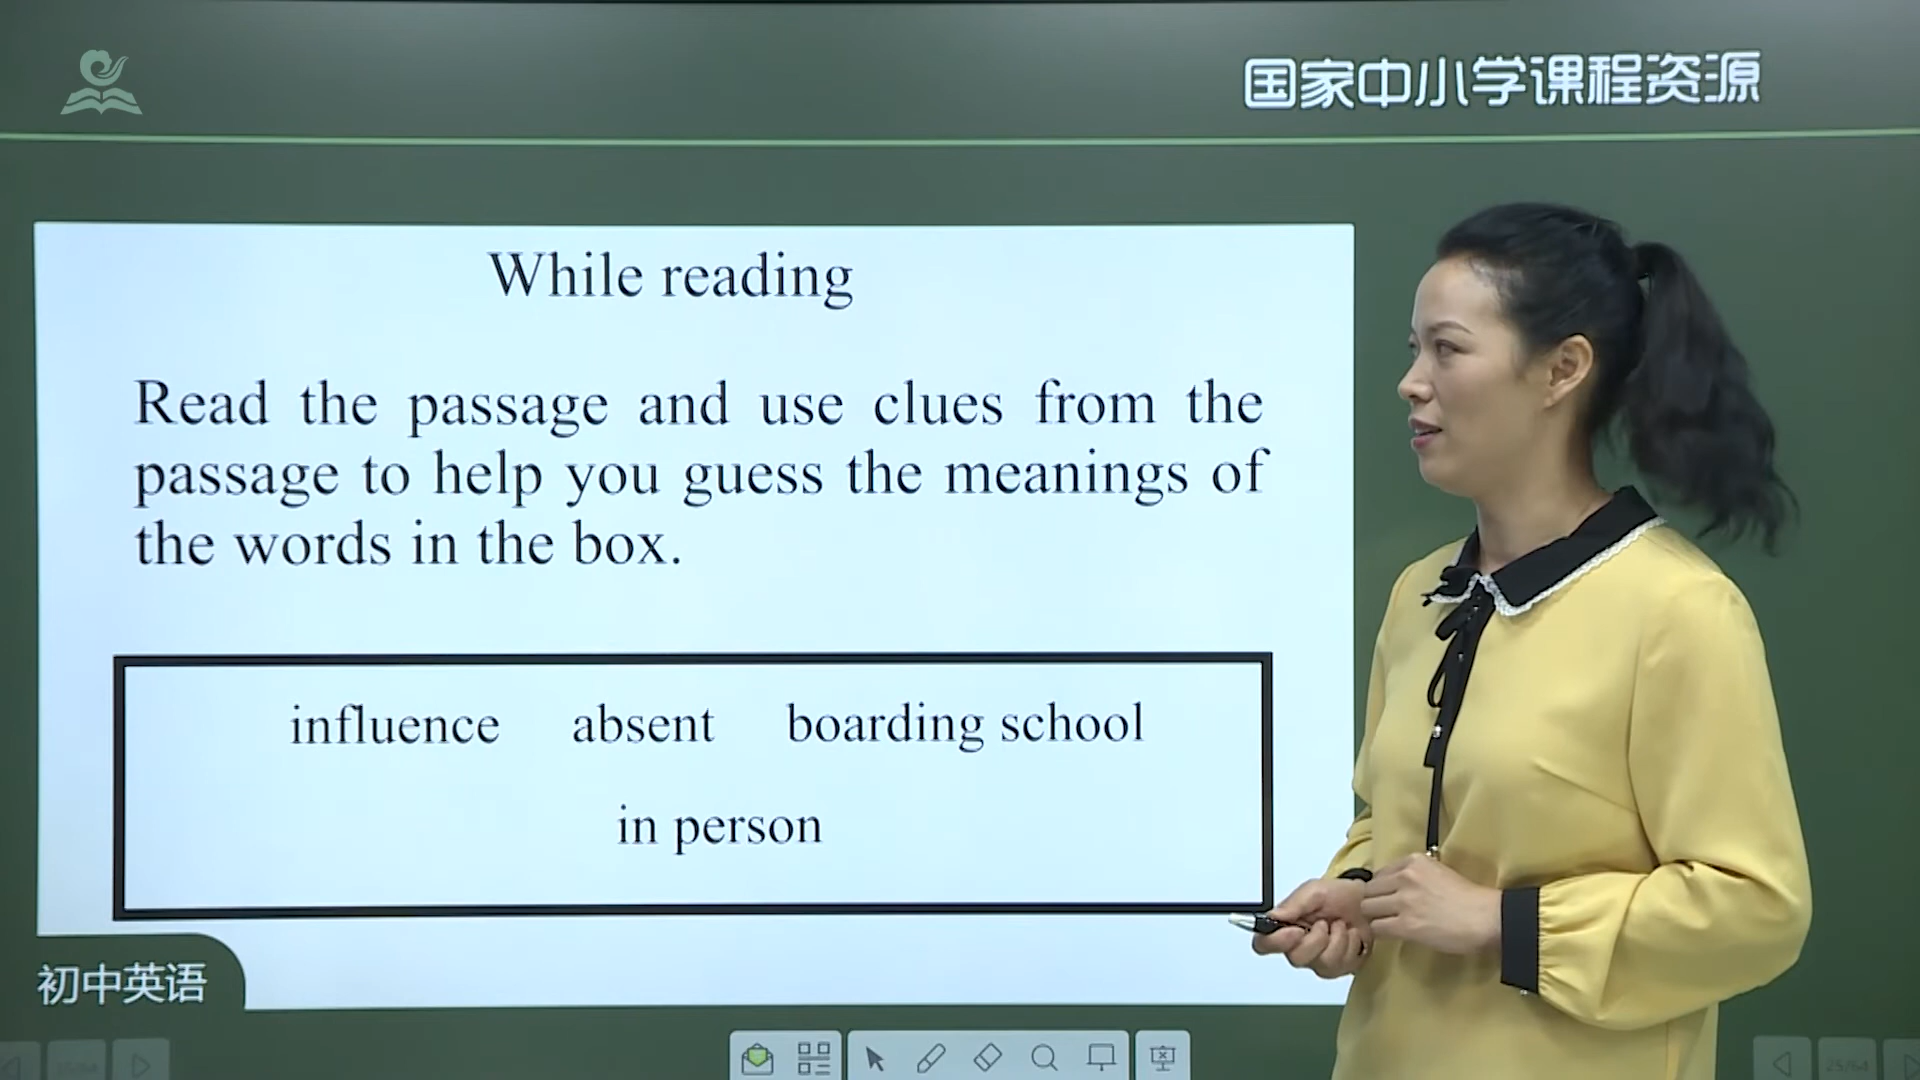 国家中小学课程资源
While reading
Read the passage and use clues from the
passage to help you guess the meanings of
the words in the box.
influence absent boarding school
in person
初中英语
25/64